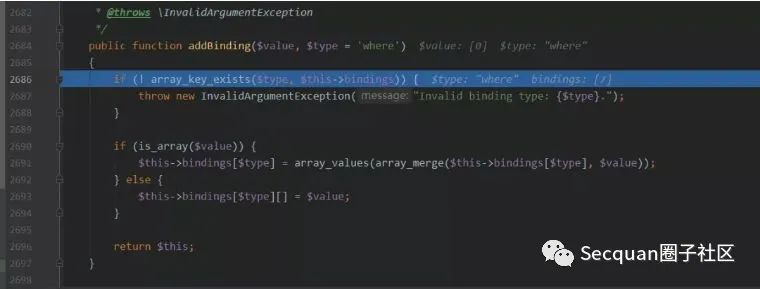 2682 * @throws \InvalidArgumentException
2683 */
2684 public function addBinding($value, $type = 'where') $value: [0] $type: "where"
2685 {
2686 if (! array_key_exists($type, $this->bindings)) { $type: "where" bindings: [7]
2687 throw new InvalidArgumentException( message: "Invalid binding type: {$type}.");
2688 }
2689
2690 if (is_array($value)) {
2691 $this->bindings[$type] = array_values(array_merge($this->bindings[$type], $value));
2692 } else {
2693 $this->bindings[$type][] = $value;
2694 }
2695
2696 return $this;
2697 }
2698
Secquan圈子社区